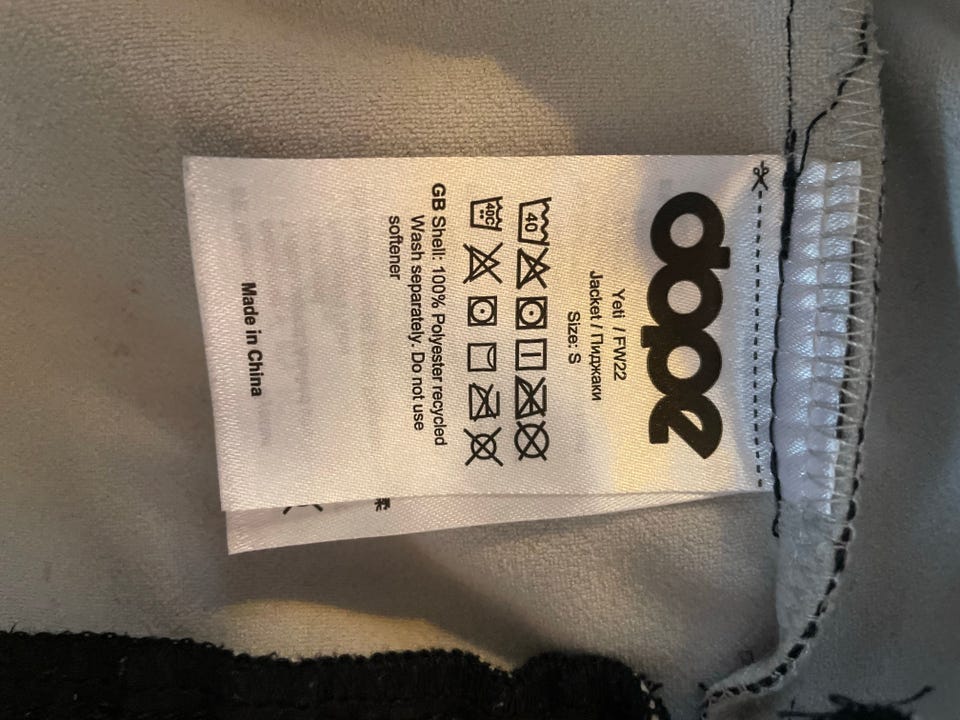 dope
Yeti / FW22
Jacket / Пиджаки
Size: S
40
40C
GB Shell: 100% Polyester recycled
Wash separately. Do not use
softener
Made in China